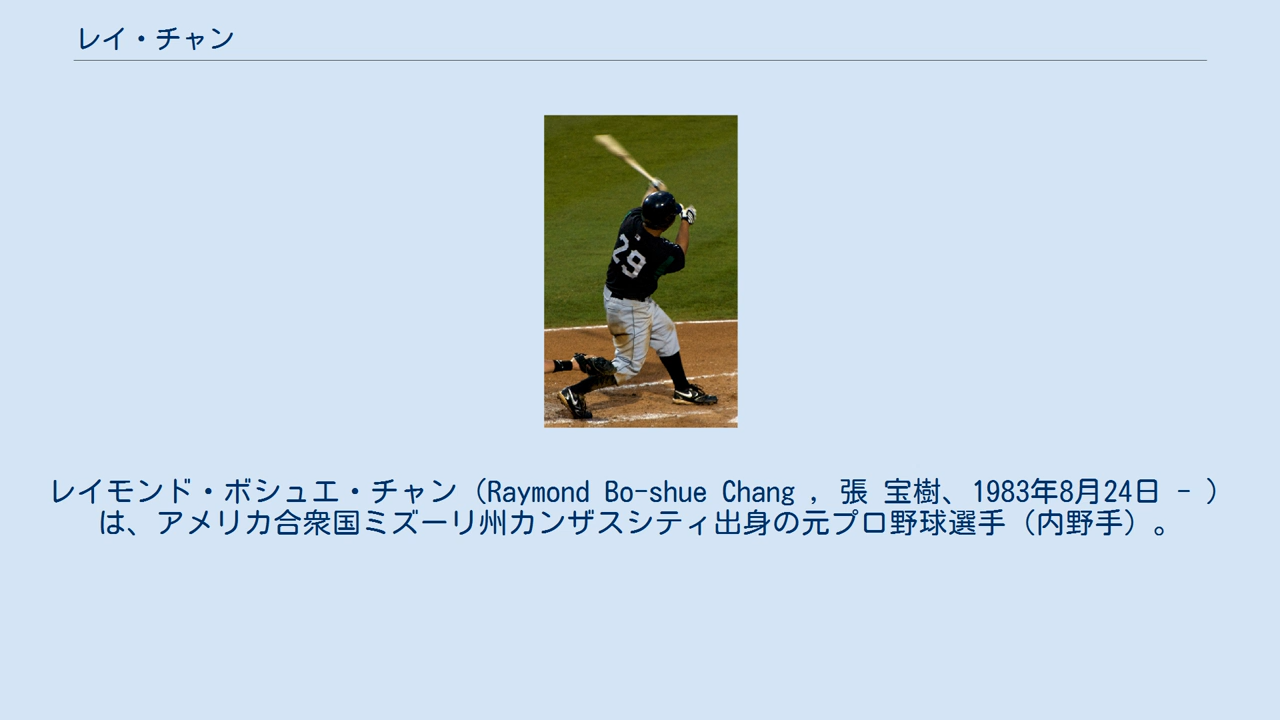 レイ・チャン
29
レイモンド・ボシュエ・チャン（Raymond Bo-shue Chang , 張 宝樹、1983年8月24日 - ）
は、アメリカ合衆国ミズーリ州カンザスシティ出身の元プロ野球選手（内野手）。